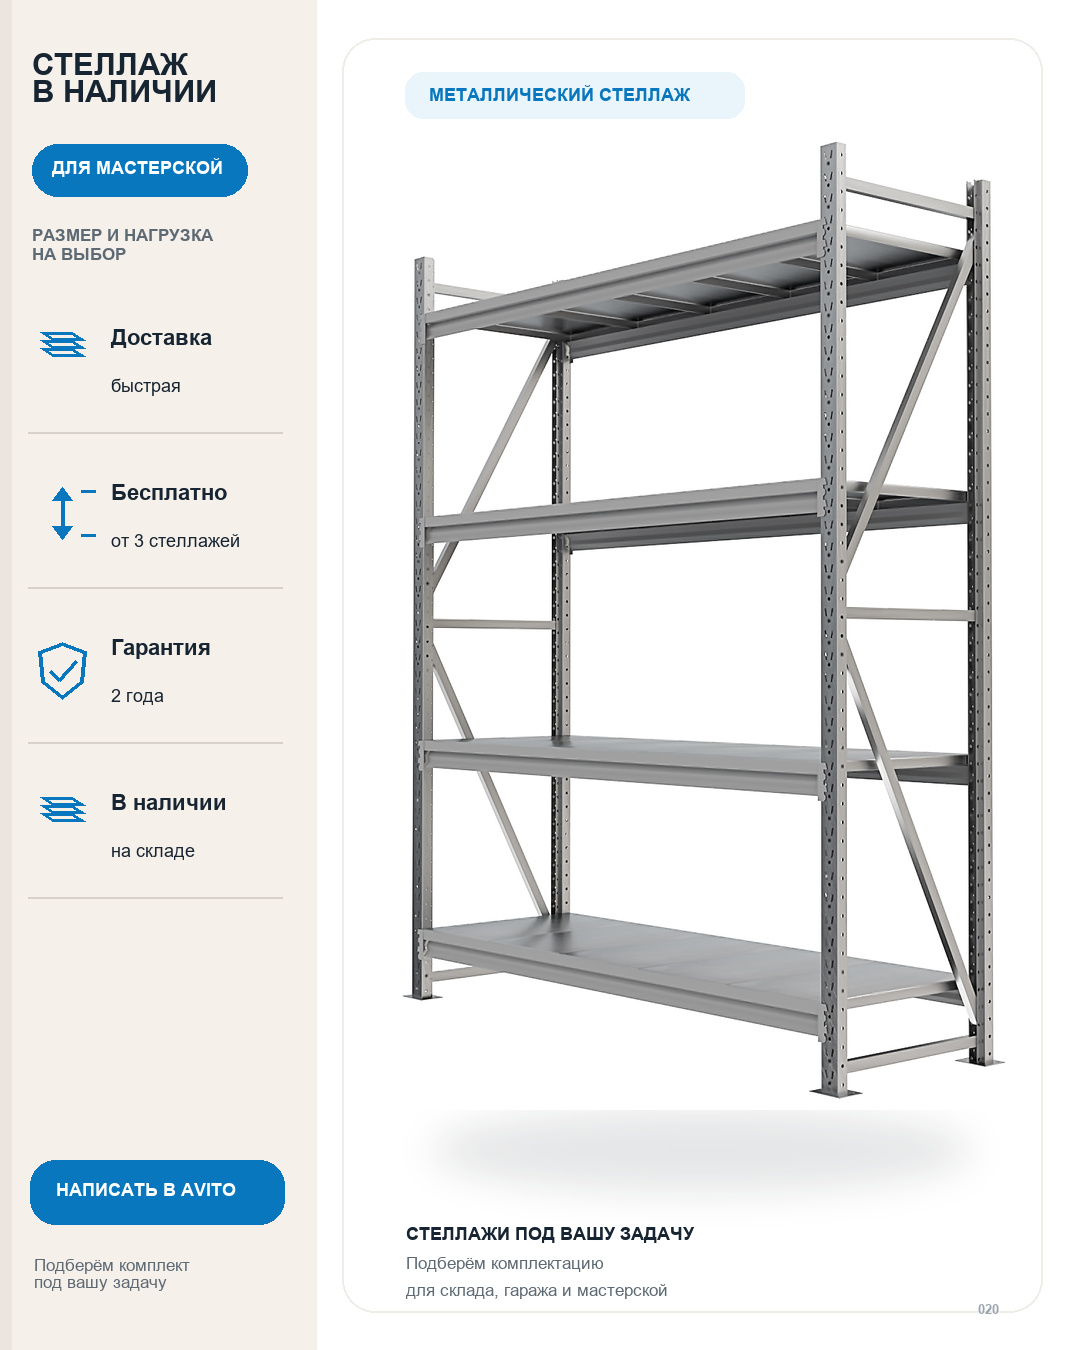 СТЕЛЛАЖ
В НАЛИЧИИ
ДЛЯ МАСТЕРСКОЙ
РАЗМЕР И НАГРУЗКА
НА ВЫБОР
Доставка
быстрая
Бесплатно
от 3 стеллажей
Гарантия
2 года
В наличии
на складе
НАПИСАТЬ В AVITO
Подберём комплект
под вашу задачу
МЕТАЛЛИЧЕСКИЙ СТЕЛЛАЖ
СТЕЛЛАЖИ ПОД ВАШУ ЗАДАЧУ
Подберём комплектацию
для склада, гаража и мастерской
020